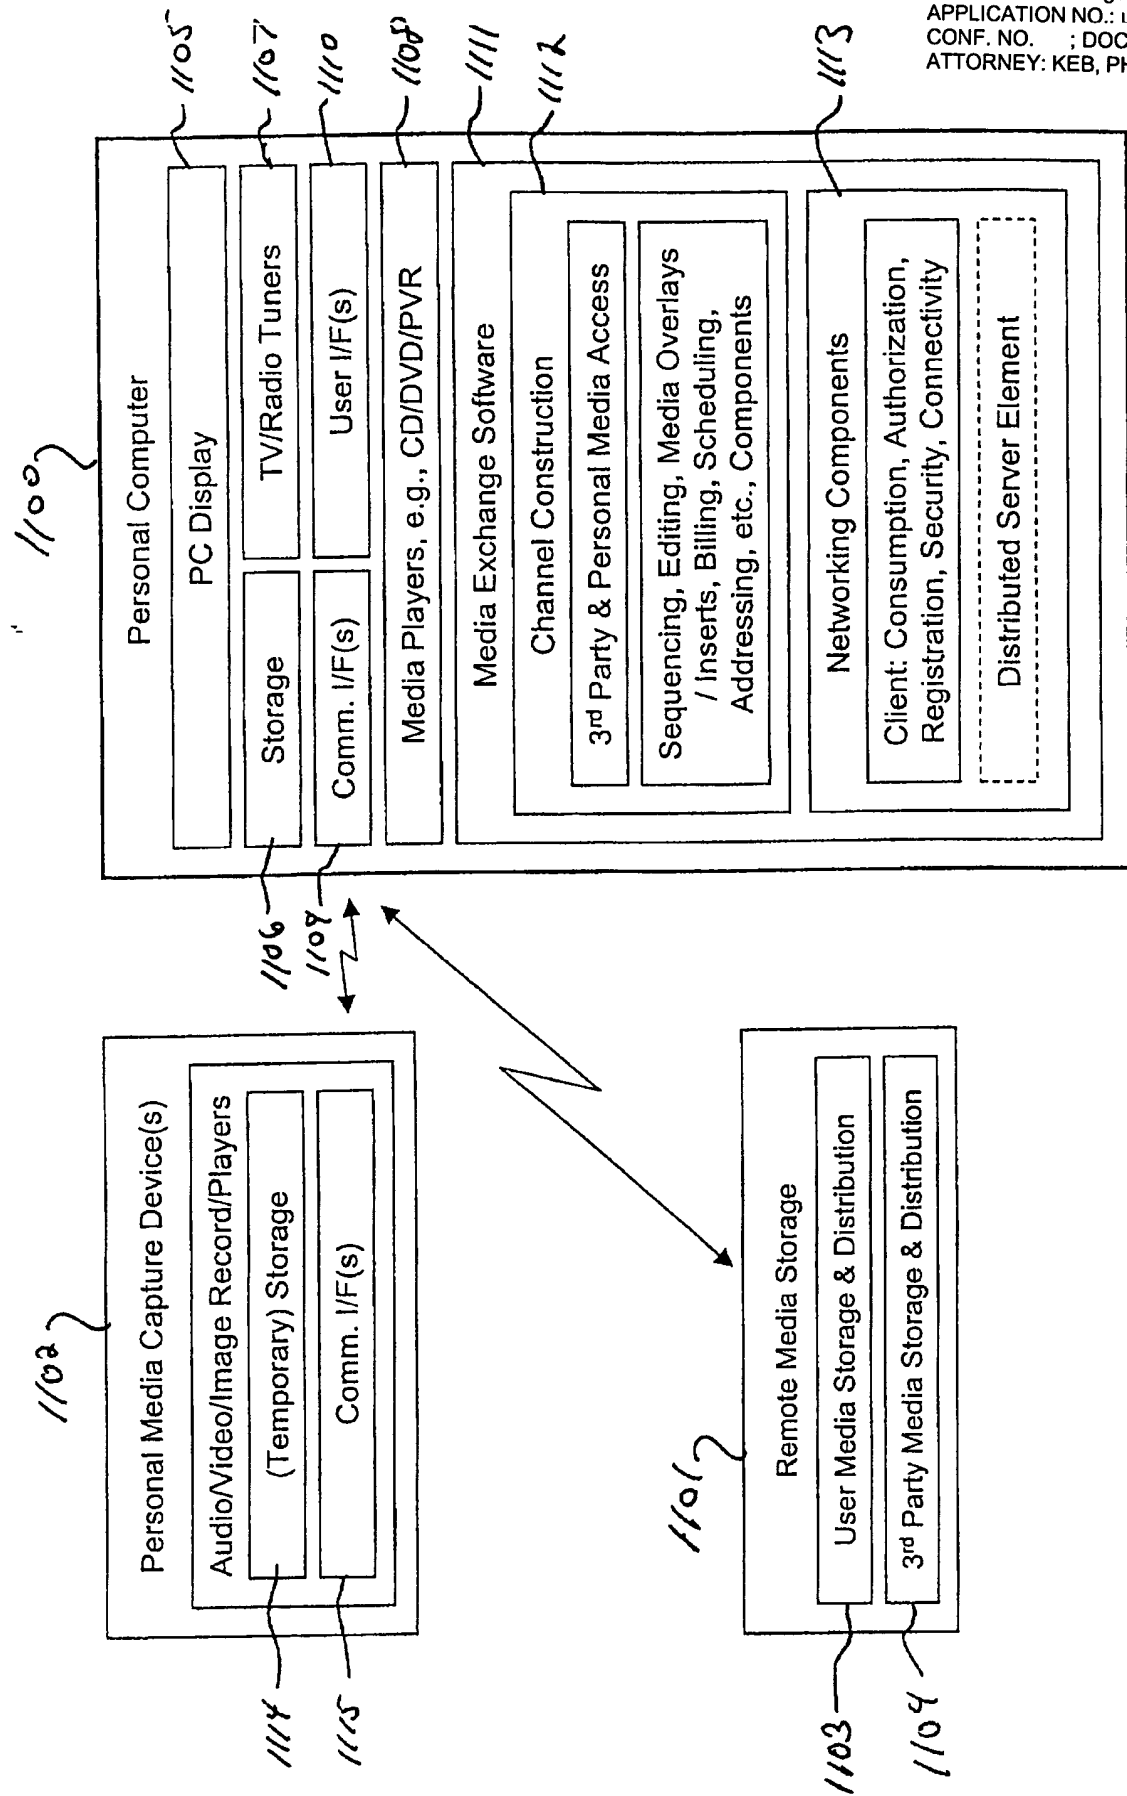 APPLICATION NO.:
CONF. NO. ; DOC
ATTORNEY: KEB, PH
1100
Personal Computer
PC Display
1105
Storage
1106
TV/Radio Tuners
1107
Comm. I/F(s)
1109
User I/F(s)
1110
Media Players, e.g., CD/DVD/PVR
1108
Media Exchange Software
1111
Channel Construction
1112
3rd Party & Personal Media Access
Sequencing, Editing, Media Overlays
/ Inserts, Billing, Scheduling,
Addressing, etc., Components
Networking Components
1113
Client: Consumption, Authorization,
Registration, Security, Connectivity
Distributed Server Element
1102
Personal Media Capture Device(s)
Audio/Video/Image Record/Players
(Temporary) Storage
1114
Comm. I/F(s)
1115
1101
Remote Media Storage
User Media Storage & Distribution
1103
3rd Party Media Storage & Distribution
1104